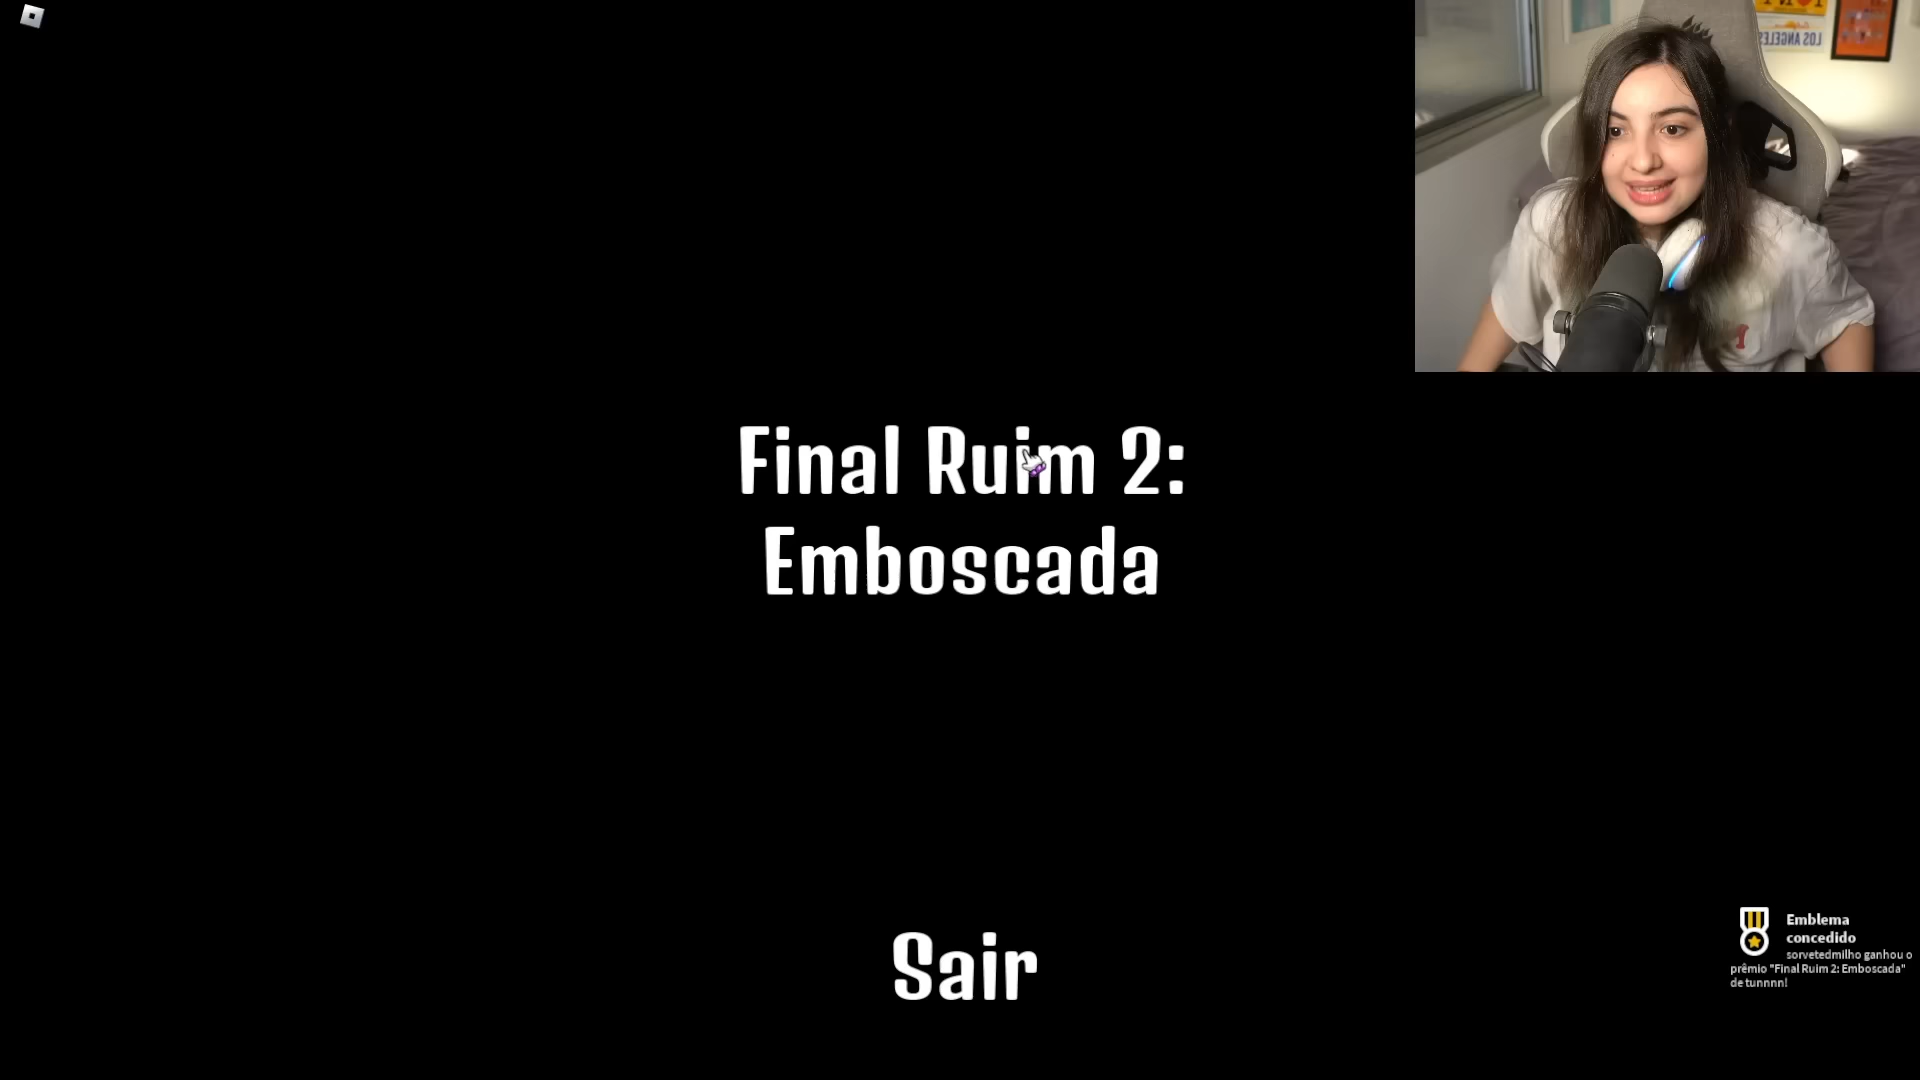 LOS ANGELES
Final Ruim 2:
Emboscada
Sair
Emblema
concedido
sorvetedmilho ganhou o
prêmio "Final Ruim 2: Emboscada"
de tunnnn!